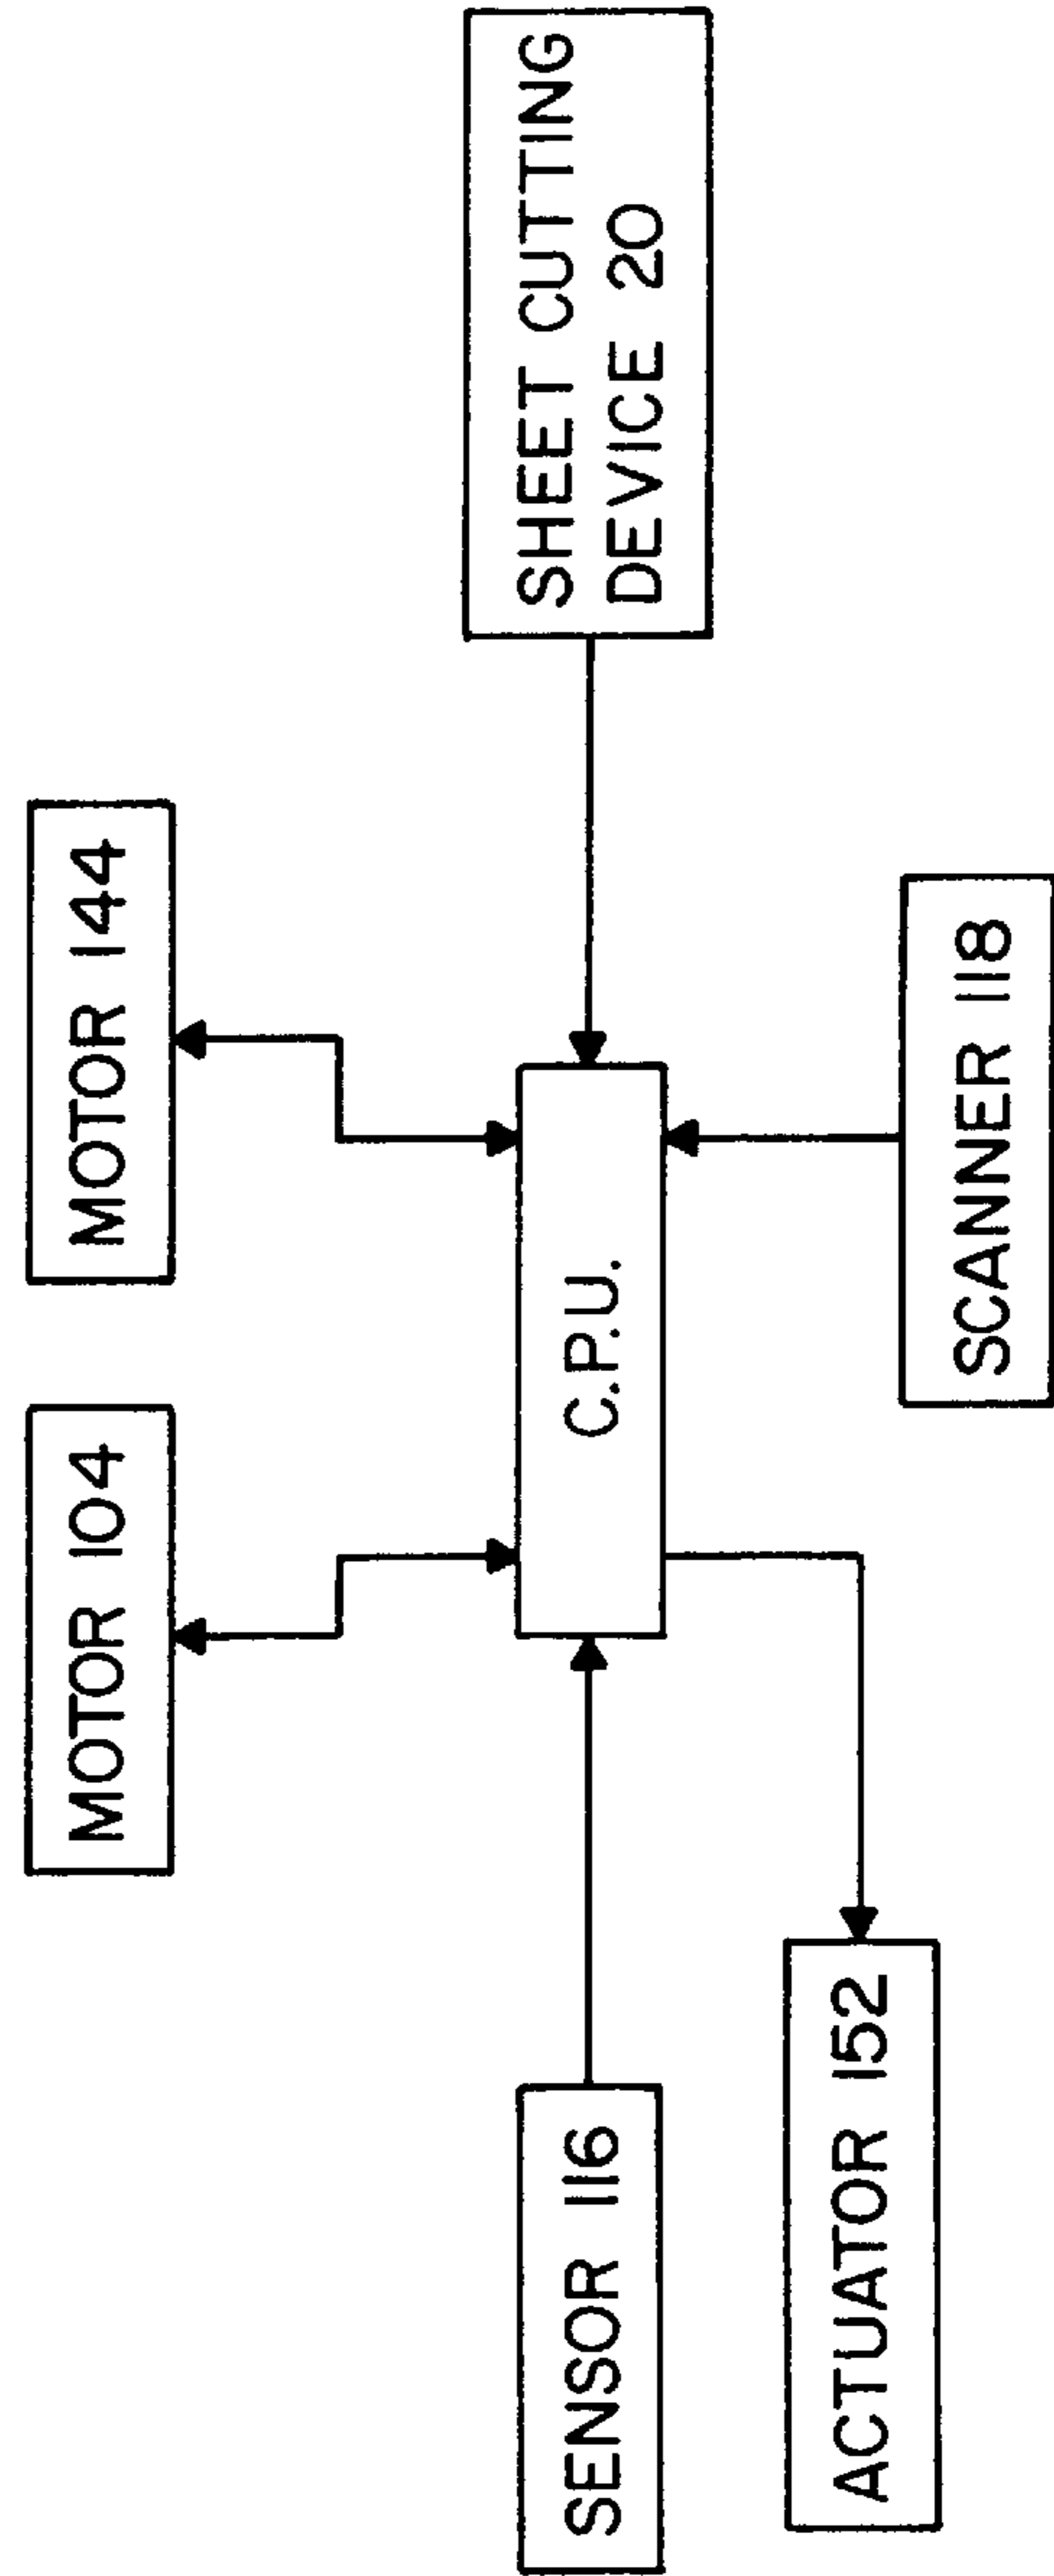 MOTOR 104
MOTOR 144
SENSOR 116
C.P.U.
SHEET CUTTING
DEVICE 20
ACTUATOR 152
SCANNER 118